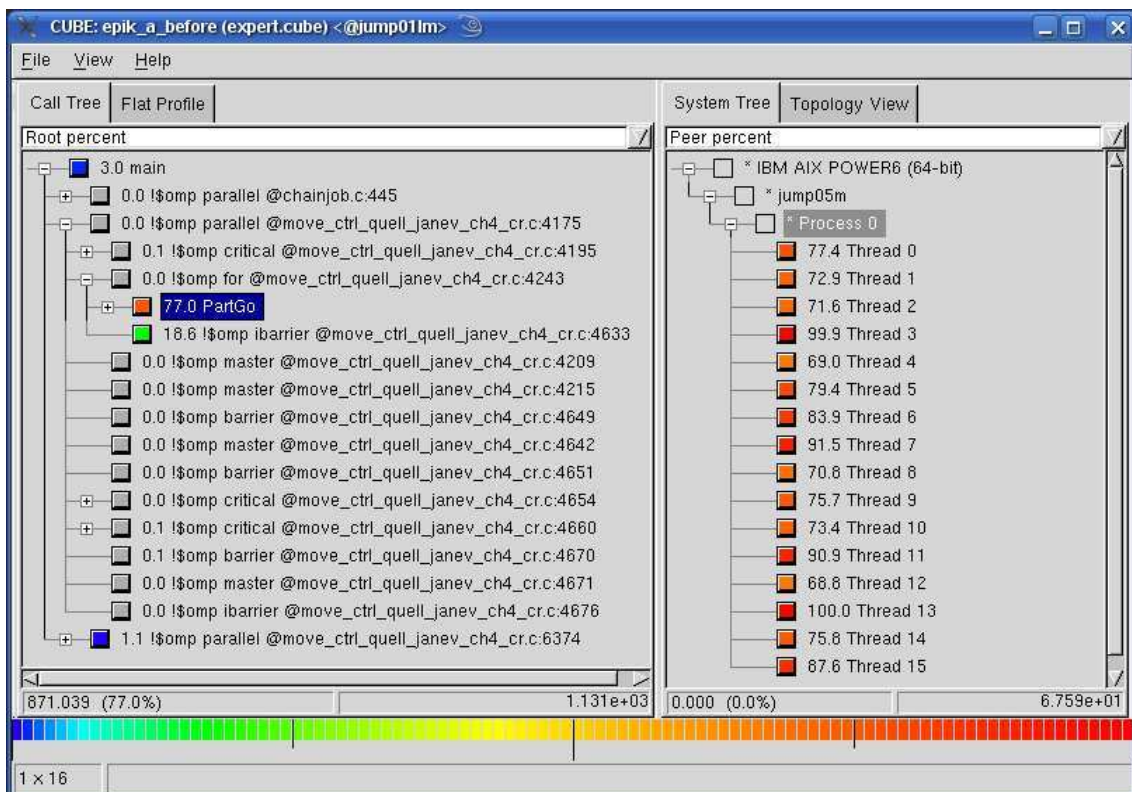 CUBE: epik_a_before (expert.cube) <@jump01lm>
File View Help
Call Tree Flat Profile
Root percent
3.0 main
0.0 !$omp parallel @chainjob.c:445
0.0 !$omp parallel @move_ctrl_quell_janev_ch4_cr.c:4175
0.1 !$omp critical @move_ctrl_quell_janev_ch4_cr.c:4195
0.0 !$omp for @move_ctrl_quell_janev_ch4_cr.c:4243
77.0 PartGo
18.6 !$omp ibarrier @move_ctrl_quell_janev_ch4_cr.c:4633
0.0 !$omp master @move_ctrl_quell_janev_ch4_cr.c:4209
0.0 !$omp master @move_ctrl_quell_janev_ch4_cr.c:4215
0.0 !$omp barrier @move_ctrl_quell_janev_ch4_cr.c:4649
0.0 !$omp master @move_ctrl_quell_janev_ch4_cr.c:4642
0.0 !$omp barrier @move_ctrl_quell_janev_ch4_cr.c:4651
0.0 !$omp critical @move_ctrl_quell_janev_ch4_cr.c:4654
0.1 !$omp critical @move_ctrl_quell_janev_ch4_cr.c:4660
0.1 !$omp barrier @move_ctrl_quell_janev_ch4_cr.c:4670
0.0 !$omp master @move_ctrl_quell_janev_ch4_cr.c:4671
0.0 !$omp ibarrier @move_ctrl_quell_janev_ch4_cr.c:4676
1.1 !$omp parallel @move_ctrl_quell_janev_ch4_cr.c:6374
871.039 (77.0%) 1.131e+03
System Tree Topology View
Peer percent
* IBM AIX POWER6 (64-bit)
* jump05m
* Process 0
77.4 Thread 0
72.9 Thread 1
71.6 Thread 2
99.9 Thread 3
69.0 Thread 4
79.4 Thread 5
83.9 Thread 6
91.5 Thread 7
70.8 Thread 8
75.7 Thread 9
73.4 Thread 10
90.9 Thread 11
68.8 Thread 12
100.0 Thread 13
75.8 Thread 14
87.6 Thread 15
0.000 (0.0%) 6.759e+01
1 x 16